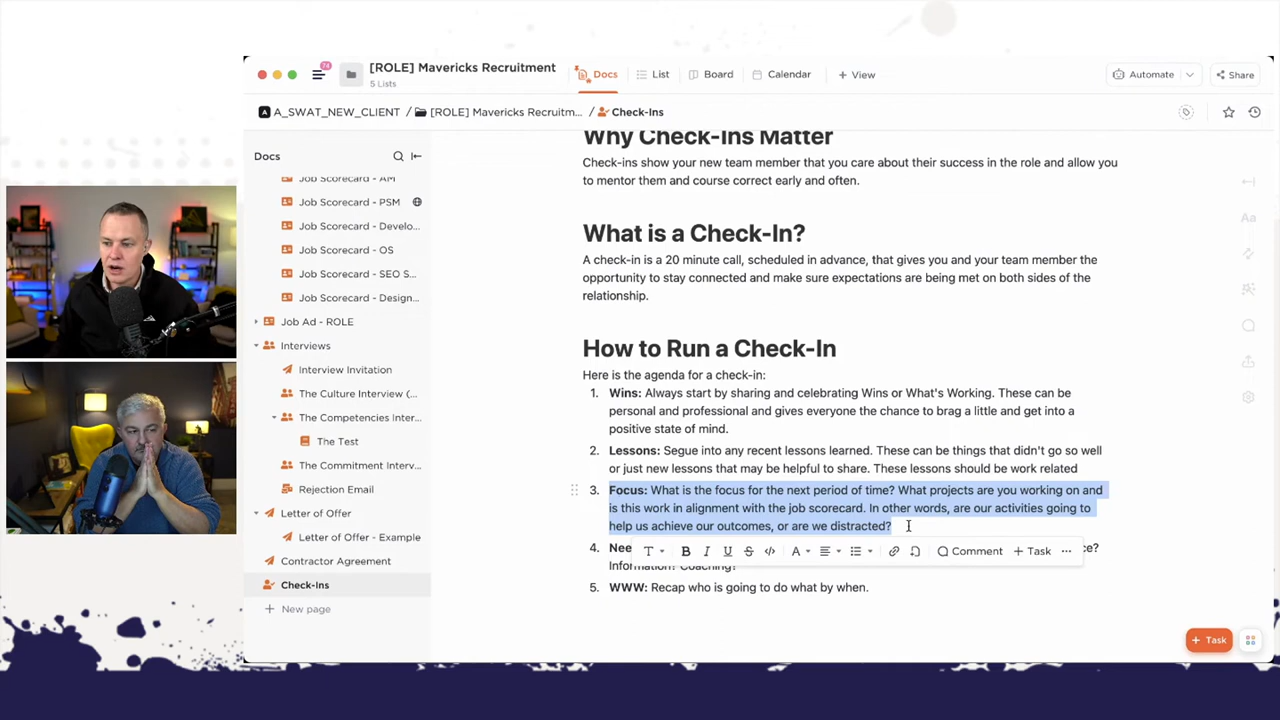 74
[ROLE] Mavericks Recruitment
5 Lists
Docs
List
Board
Calendar
+ View
Automate
Share
A_SWAT_NEW_CLIENT / [ROLE] Mavericks Recruitm... / Check-Ins
Docs
Job Scorecard - AM
Job Scorecard - PSM
Job Scorecard - Develo...
Job Scorecard - OS
Job Scorecard - SEO S...
Job Scorecard - Design...
Job Ad - ROLE
Interviews
Interview Invitation
The Culture Interview (...
The Competencies Inter...
The Test
The Commitment Interv...
Rejection Email
Letter of Offer
Letter of Offer - Example
Contractor Agreement
Check-Ins
+ New page
Why Check-Ins Matter
Check-ins show your new team member that you care about their success in the role and allow you
to mentor them and course correct early and often.
What is a Check-In?
A check-in is a 20 minute call, scheduled in advance, that gives you and your team member the
opportunity to stay connected and make sure expectations are being met on both sides of the
relationship.
How to Run a Check-In
Here is the agenda for a check-in:
1. Wins: Always start by sharing and celebrating Wins or What's Working. These can be
personal and professional and gives everyone the chance to brag a little and get into a
positive state of mind.
2. Lessons: Segue into any recent lessons learned. These can be things that didn't go so well
or just new lessons that may be helpful to share. These lessons should be work related
3. Focus: What is the focus for the next period of time? What projects are you working on and
is this work in alignment with the job scorecard. In other words, are our activities going to
help us achieve our outcomes, or are we distracted?
4. Nee
T B I U S </> A Comment + Task ...
Information? Coaching?
5. WWW: Recap who is going to do what by when.
Aa
+ Task